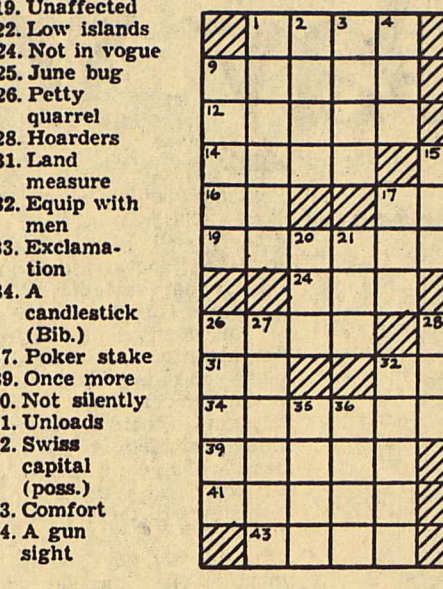 19. Unaffected
22. Low islands
24. Not in vogue
25. June bug
26. Petty
quarrel
28. Hoarders
31. Land
measure
32. Equip with
men
33. Exclama-
tion
34. A
candlestick
(Bib.)
7. Poker stake
39. Once more
0. Not silently
1. Unloads
2. Swiss
capital
(poss.)
3. Comfort
4. A gun
sight
1 2 3 4
9
12
14 15
16 17
19 20 21
24
26 27 28
31 32
34 35 36
39
41
43